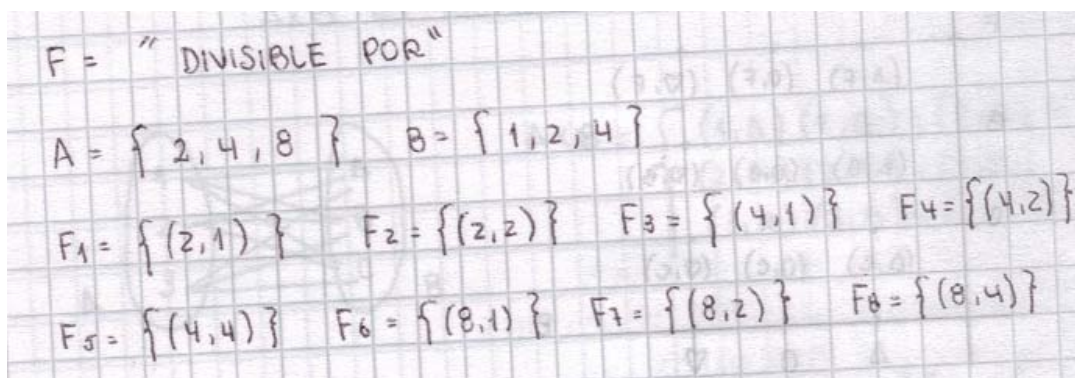 F = " DIVISIBLE POR"
A = { 2, 4, 8 } B = { 1, 2, 4 }
F1 = { (2,1) } F2 = {(2,2)} F3 = { (4,1)} F4={(4,2)}
F5= {(4,4)} F6 = {(8,1) } F7 = {(8,2) } F8 = {(8,4)}